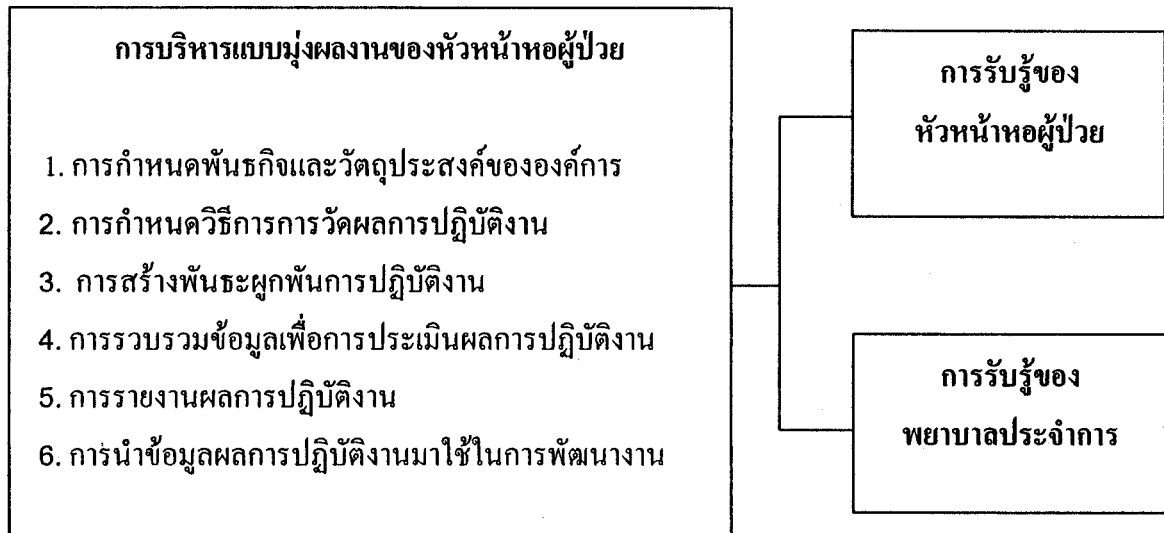 การบริหารแบบมุ่งผลงานของหัวหน้าหอผู้ป่วย
1. การกำหนดพันธกิจและวัตถุประสงค์ขององค์การ
2. การกำหนดวิธีการการวัดผลการปฏิบัติงาน
3. การสร้างพันธะผูกพันการปฏิบัติงาน
4. การรวบรวมข้อมูลเพื่อการประเมินผลการปฏิบัติงาน
5. การรายงานผลการปฏิบัติงาน
6. การนำข้อมูลผลการปฏิบัติงานมาใช้ในการพัฒนางาน
การรับรู้ของ
หัวหน้าหอผู้ป่วย
การรับรู้ของ
พยาบาลประจำการ